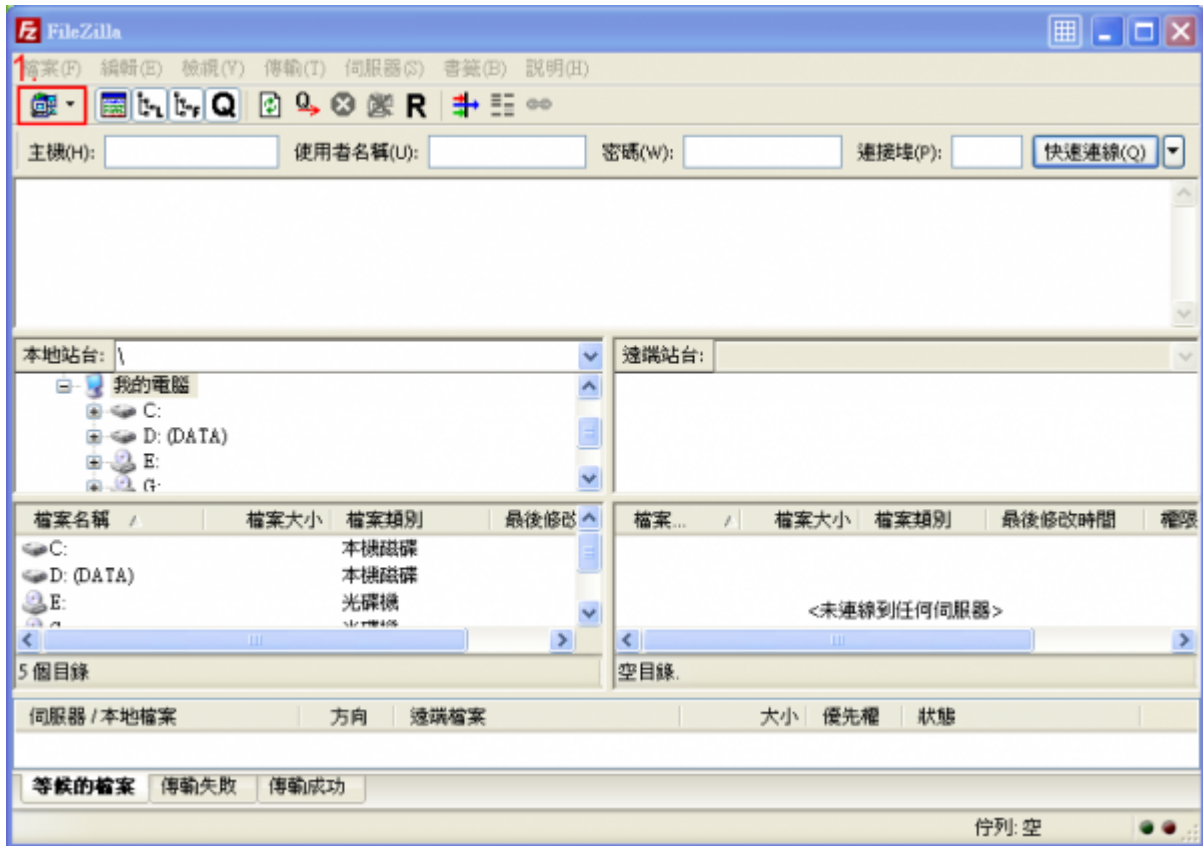 FileZilla
1.
檔案(F) 編輯(E) 檢視(V) 傳輸(T) 伺服器(S) 書籤(B) 説明(H)
L F Q Q R
主機(H): 使用者名稱(U): 密碼(W): 連接埠(P): 快速連線(Q)
本地站台: \ 遠端站台:
我的電腦
C:
D: (DATA)
E:
G:
檔案名稱 檔案大小 檔案類別 最後修改 檔案... 檔案大小 檔案類別 最後修改時間 權限
C: 本機磁碟
D: (DATA) 本機磁碟
E: 光碟機
<未連線到任何伺服器>
5 個目錄 空目錄.
伺服器 / 本地檔案 方向 遠端檔案 大小 優先權 狀態
等候的檔案 傳輸失敗 傳輸成功
佇列: 空